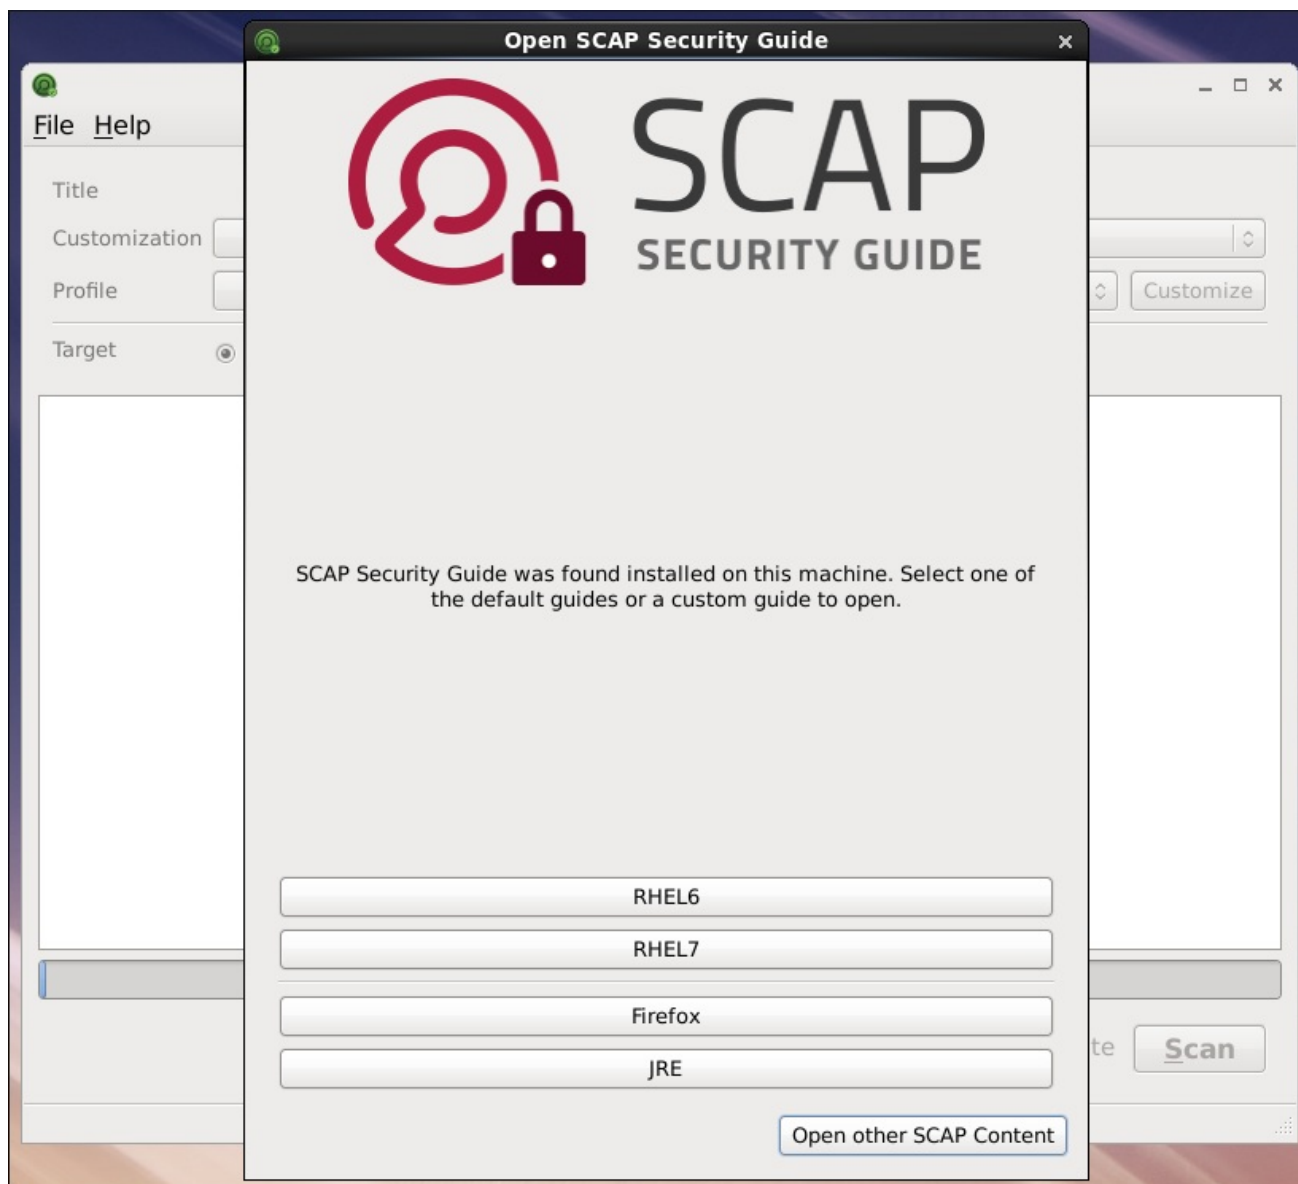 Open SCAP Security Guide
File Help
SCAP
SECURITY GUIDE
Title
Customization
Profile
Customize
Target
SCAP Security Guide was found installed on this machine. Select one of
the default guides or a custom guide to open.
RHEL6
RHEL7
Firefox
JRE
te
Scan
Open other SCAP Content